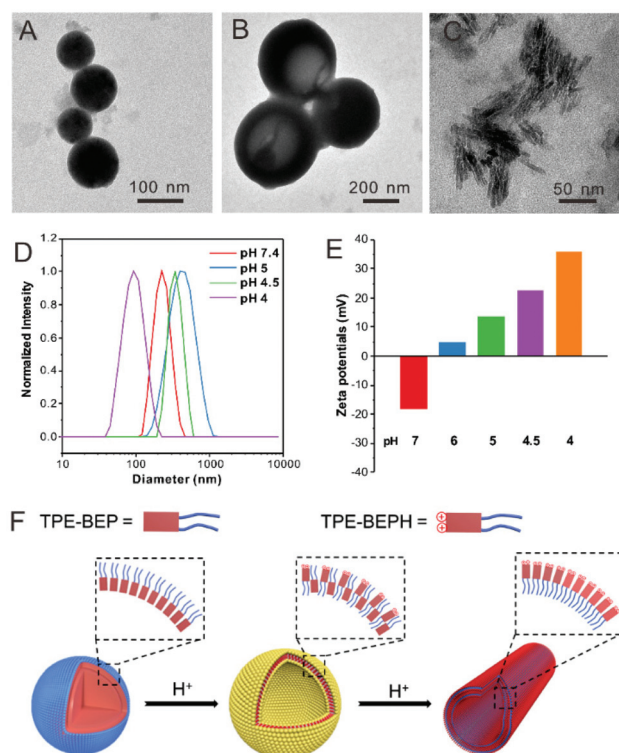 A
100 nm
B
200 nm
C
50 nm
D
Normalized Intensity
1.2
1.0
0.8
0.6
0.4
0.2
0.0
pH 7.4
pH 5
pH 4.5
pH 4
10
100
1000
10000
Diameter (nm)
E
Zeta potentials (mV)
40
30
20
10
0
-10
-20
-30
-40
pH 7 6 5 4.5 4
F
TPE-BEP =
TPE-BEPH =
H⁺
H⁺